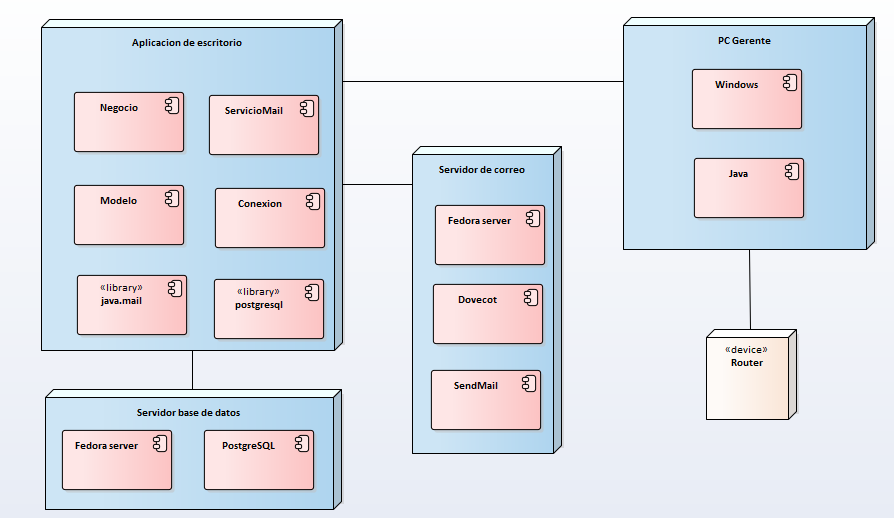 Aplicacion de escritorio
Negocio
ServicioMail
Modelo
Conexion
«library»
java.mail
«library»
postgresql
PC Gerente
Windows
Java
Servidor de correo
Fedora server
Dovecot
SendMail
«device»
Router
Servidor base de datos
Fedora server
PostgreSQL